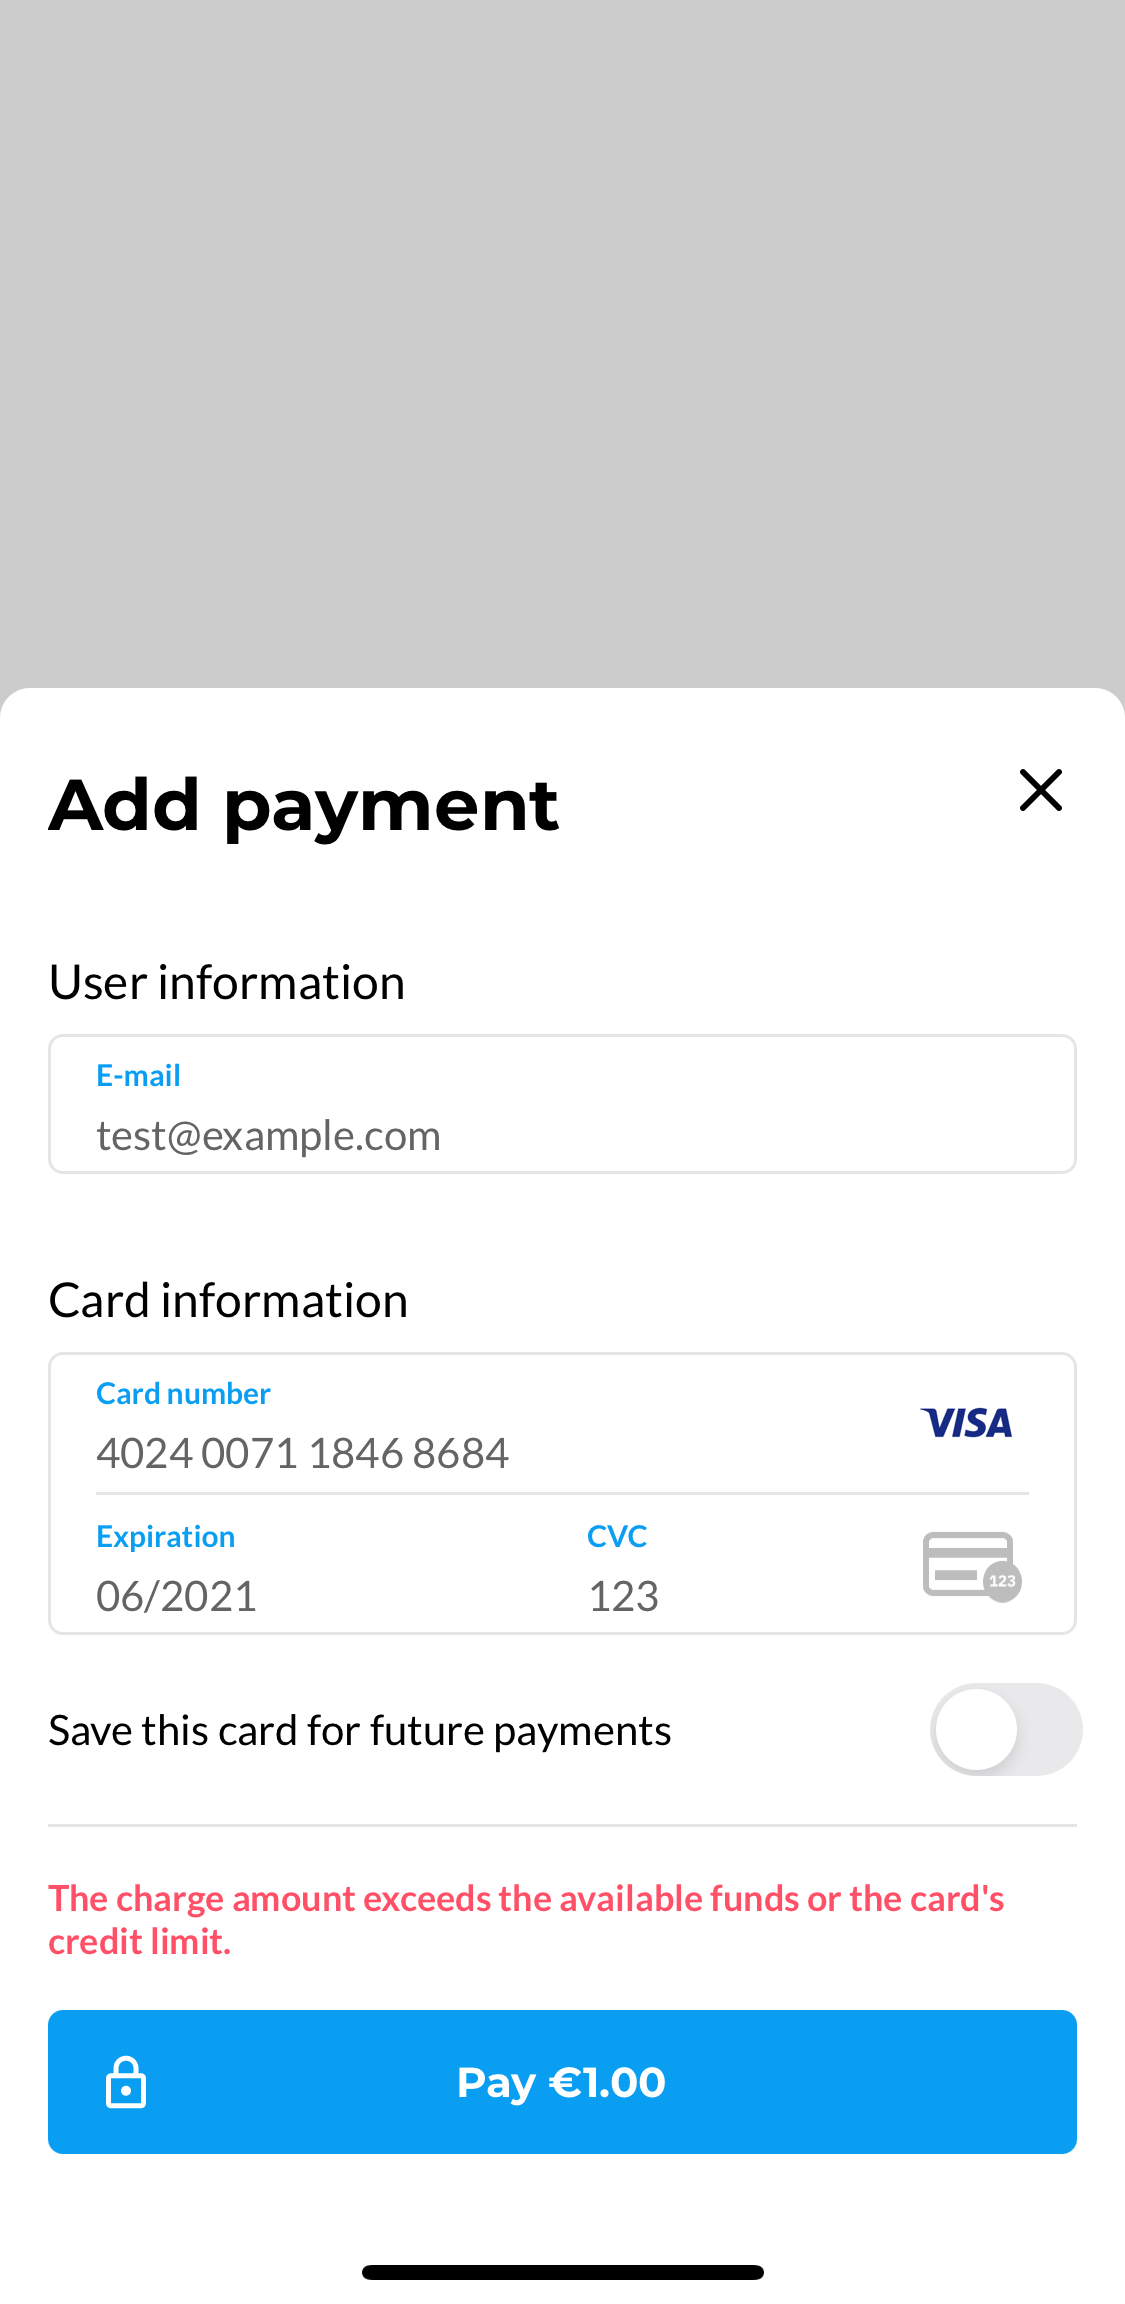 Add payment
User information
E-mail
test@example.com
Card information
Card number
4024 0071 1846 8684
VISA
Expiration
CVC
06/2021
123
123
Save this card for future payments
The charge amount exceeds the available funds or the card's
credit limit.
Pay €1.00